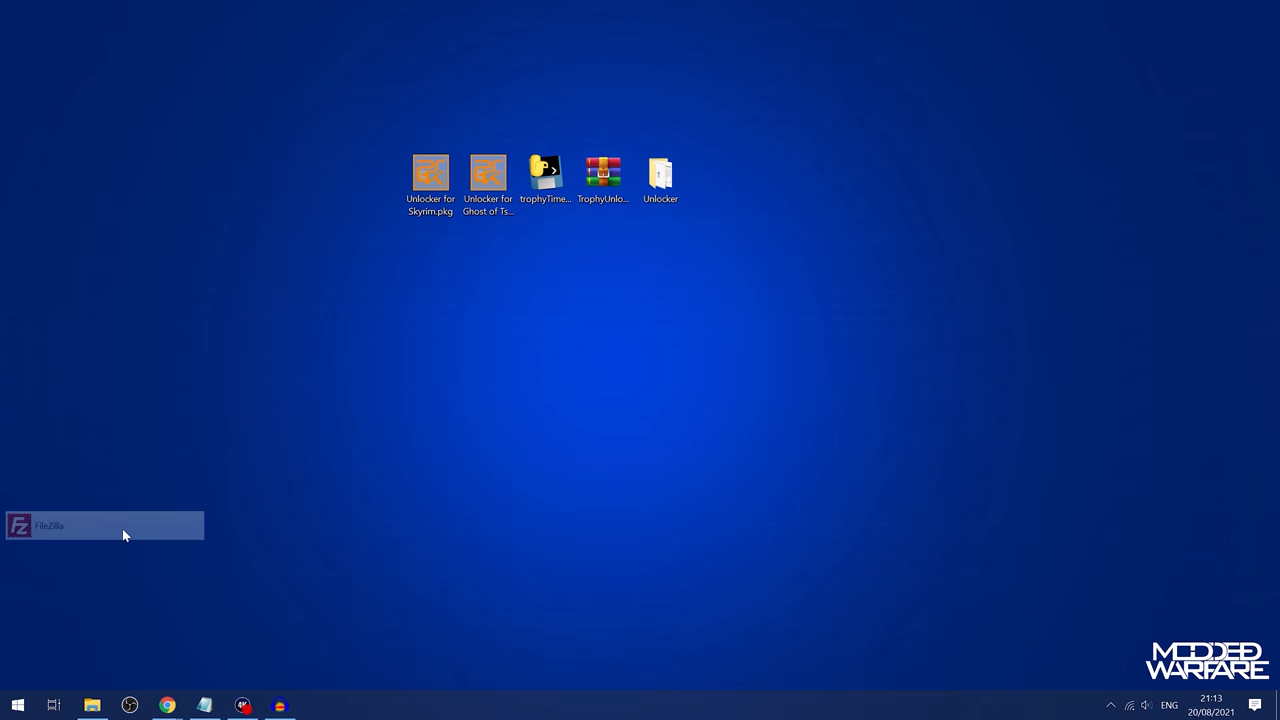 Unlocker for
Skyrim.pkg
Unlocker for
Ghost of Ts...
trophyTime...
TrophyUnlo...
Unlocker
FileZilla
MODDED
WARFARE
ENG
21:13
20/08/2021